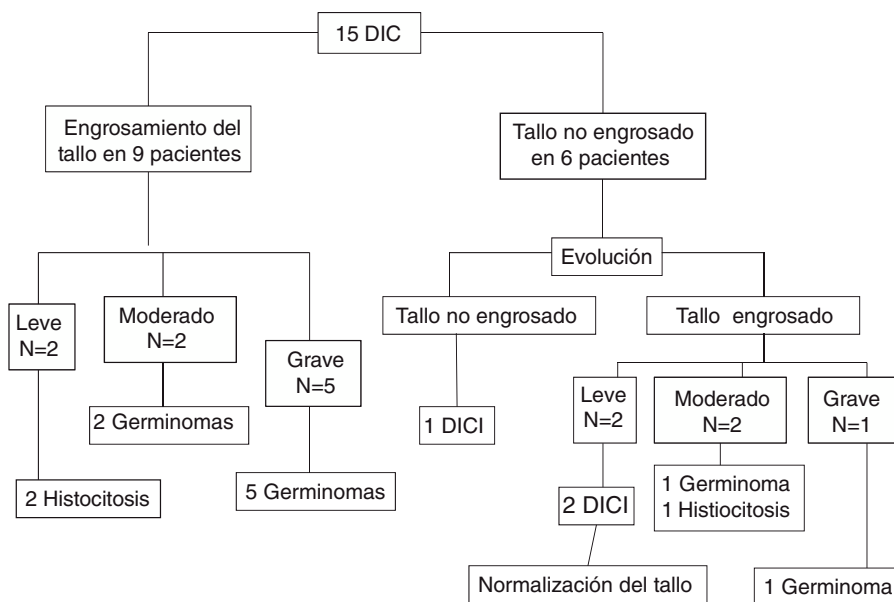 15 DIC
Engrosamiento del
tallo en 9 pacientes
Tallo no engrosado
en 6 pacientes
Evolución
Leve
N=2
Moderado
N=2
Grave
N=5
Tallo no engrosado
Tallo engrosado
2 Germinomas
2 Histocitosis
5 Germinomas
1 DICI
Leve
N=2
Moderado
N=2
Grave
N=1
2 DICI
1 Germinoma
1 Histiocitosis
Normalización del tallo
1 Germinoma